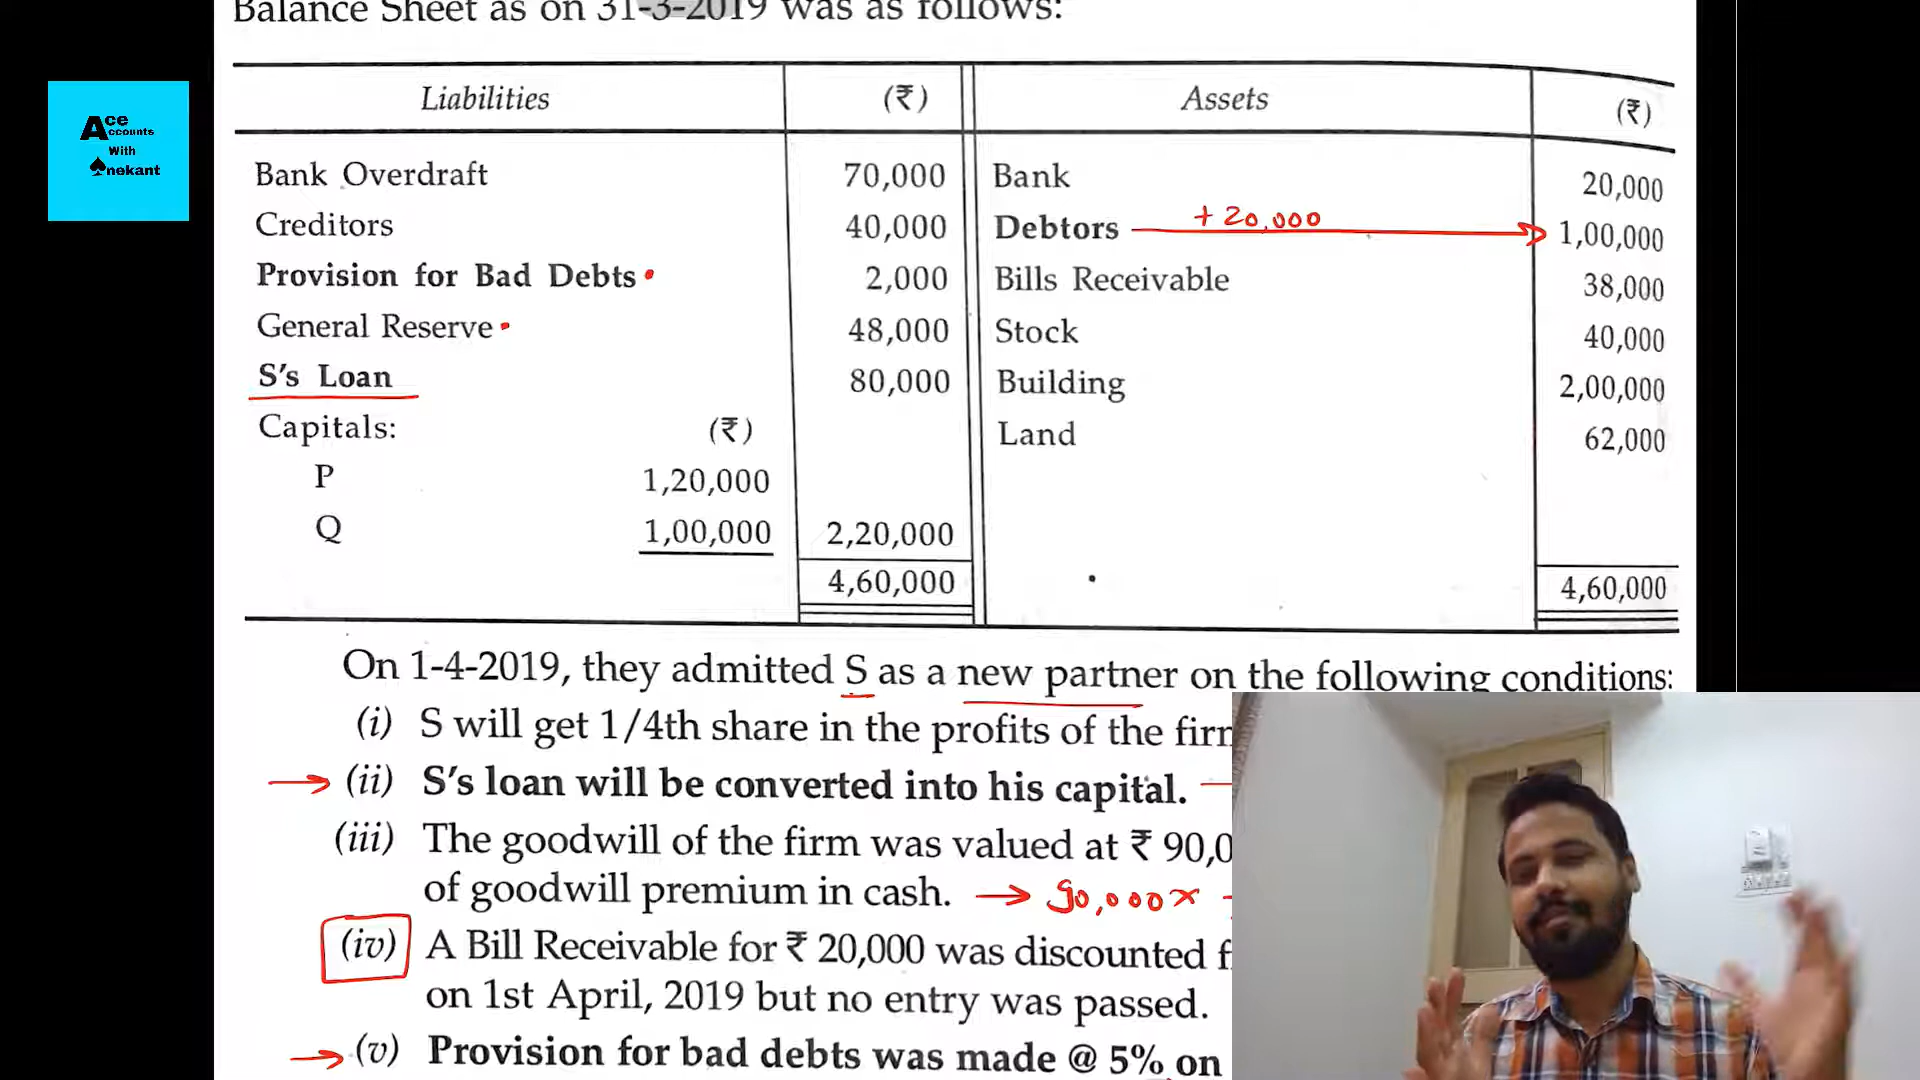 Balance Sheet as on 31-3-2019 was as follows:
Ace
Accounts
With
Anekant
Liabilities (₹) Assets (₹)
Bank Overdraft 70,000 Bank 20,000
Creditors 40,000 Debtors + 20,000 1,00,000
Provision for Bad Debts 2,000 Bills Receivable 38,000
General Reserve 48,000 Stock 40,000
S's Loan 80,000 Building 2,00,000
Capitals: (₹) Land 62,000
P 1,20,000
Q 1,00,000 2,20,000
4,60,000 4,60,000
On 1-4-2019, they admitted S as a new partner on the following conditions:
(i) S will get 1/4th share in the profits of the firm
(ii) S's loan will be converted into his capital.
(iii) The goodwill of the firm was valued at ₹ 90,0
of goodwill premium in cash. → 90,000 x
(iv) A Bill Receivable for ₹ 20,000 was discounted f
on 1st April, 2019 but no entry was passed.
(v) Provision for bad debts was made @ 5% on